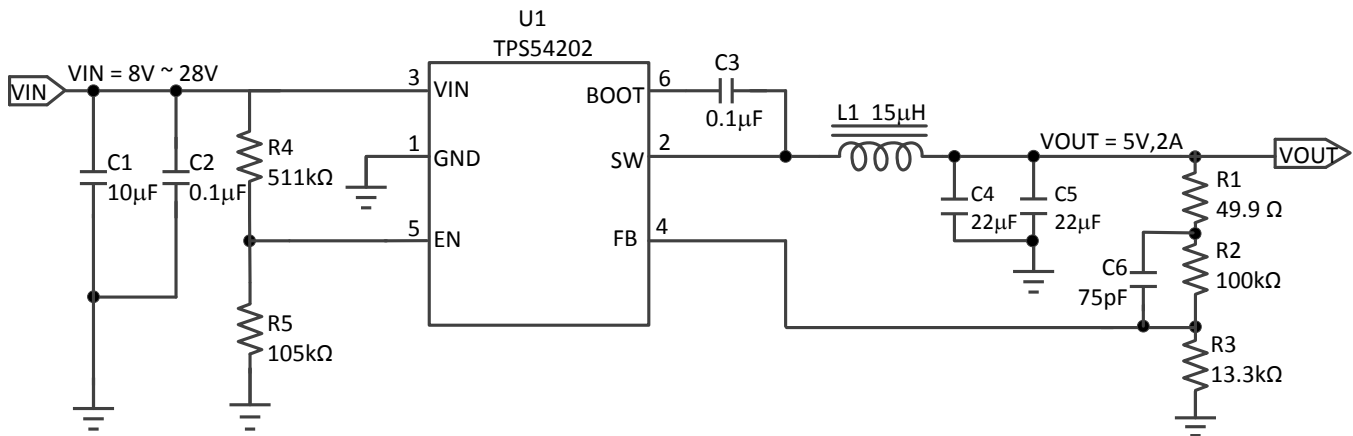 U1
TPS54202
VIN
VIN = 8V ~ 28V
C1
10μF
C2
0.1μF
R4
511kΩ
R5
105kΩ
3
VIN
1
GND
5
EN
BOOT
6
SW
2
FB
4
C3
0.1μF
L1 15μH
VOUT = 5V,2A
VOUT
C4
22μF
C5
22μF
R1
49.9 Ω
C6
75pF
R2
100kΩ
R3
13.3kΩ